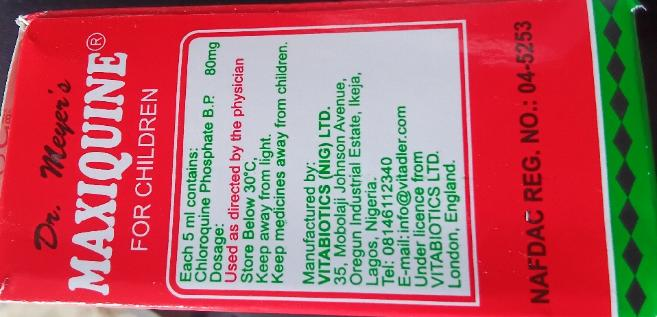 Dr. Meyer's
MAXIQUINE®
FOR CHILDREN
Each 5 ml contains:
Chloroquine Phosphate B.P. 80mg
Dosage:
Used as directed by the physician
Store Below 30°C,
Keep away from light.
Keep medicines away from children.
Manufactured by:
VITABIOTICS (NIG) LTD.
35, Mobolaji Johnson Avenue,
Oregun Industrial Estate, Ikeja,
Lagos, Nigeria.
Tel: 08146112340
E-mail: info@vitadler.com
Under licence from
VITABIOTICS LTD.
London, England.
NAFDAC REG. NO.: 04-5253